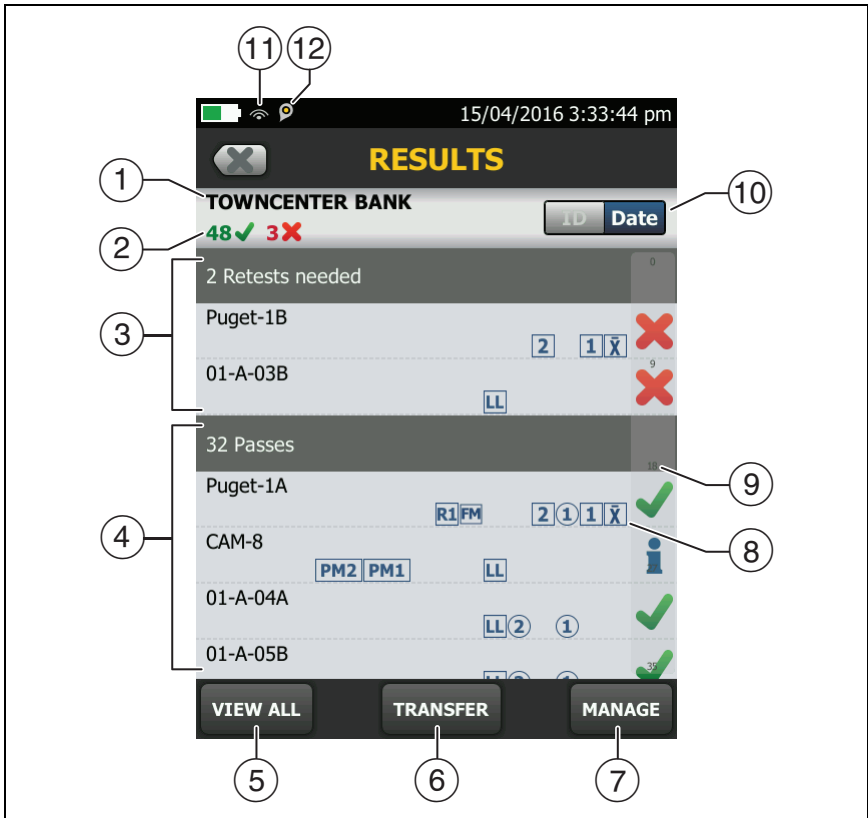 11 12
15/04/2016 3:33:44 pm
RESULTS
1
TOWNCENTER BANK
ID Date
10
2
48 3
3
2 Retests needed
0
Puget-1B
2 1 X̄
9
01-A-03B
LL
4
32 Passes
18
9
Puget-1A
R1 FM 2 1 1 X̄
8
CAM-8
PM2 PM1 LL
01-A-04A
LL 2 1
01-A-05B
35
LL 2 1
VIEW ALL TRANSFER MANAGE
5 6 7